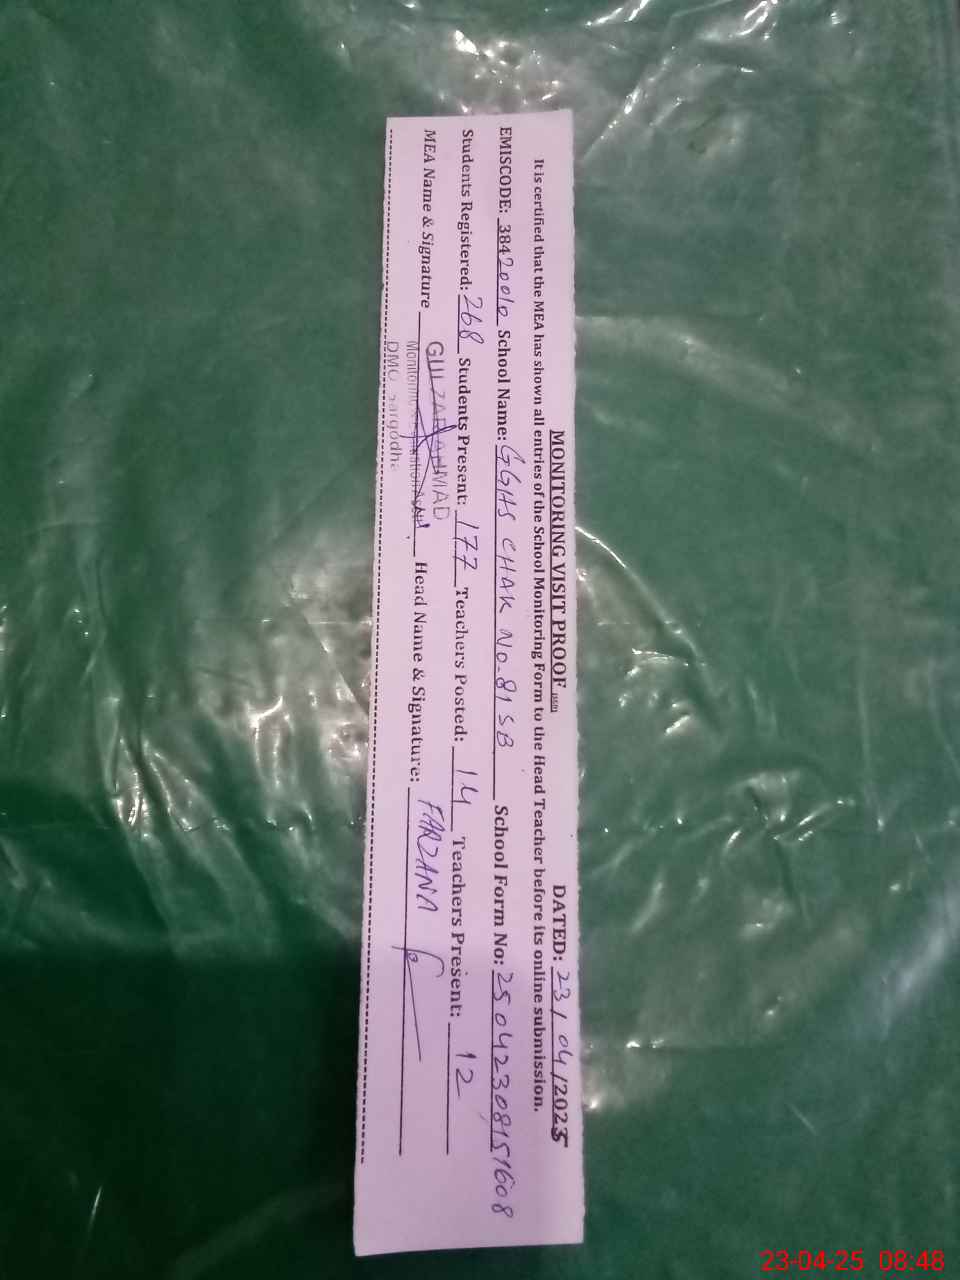 MONITORING VISIT PROOF DATED: 23/04/2025
It is certified that the MEA has shown all entries of the School Monitoring Form to the Head Teacher before its online submission.
EMISCODE: 38420010 School Name: GGHS CHAK NO-81 SB School Form No: 25042308151608
Students Registered: 268 Students Present: 177 Teachers Posted: 14 Teachers Present: 12
MEA Name & Signature GULZAR AHMAD Head Name & Signature: FARZANA
Monitoring
DMO Sargodha
23-04-25 08:48